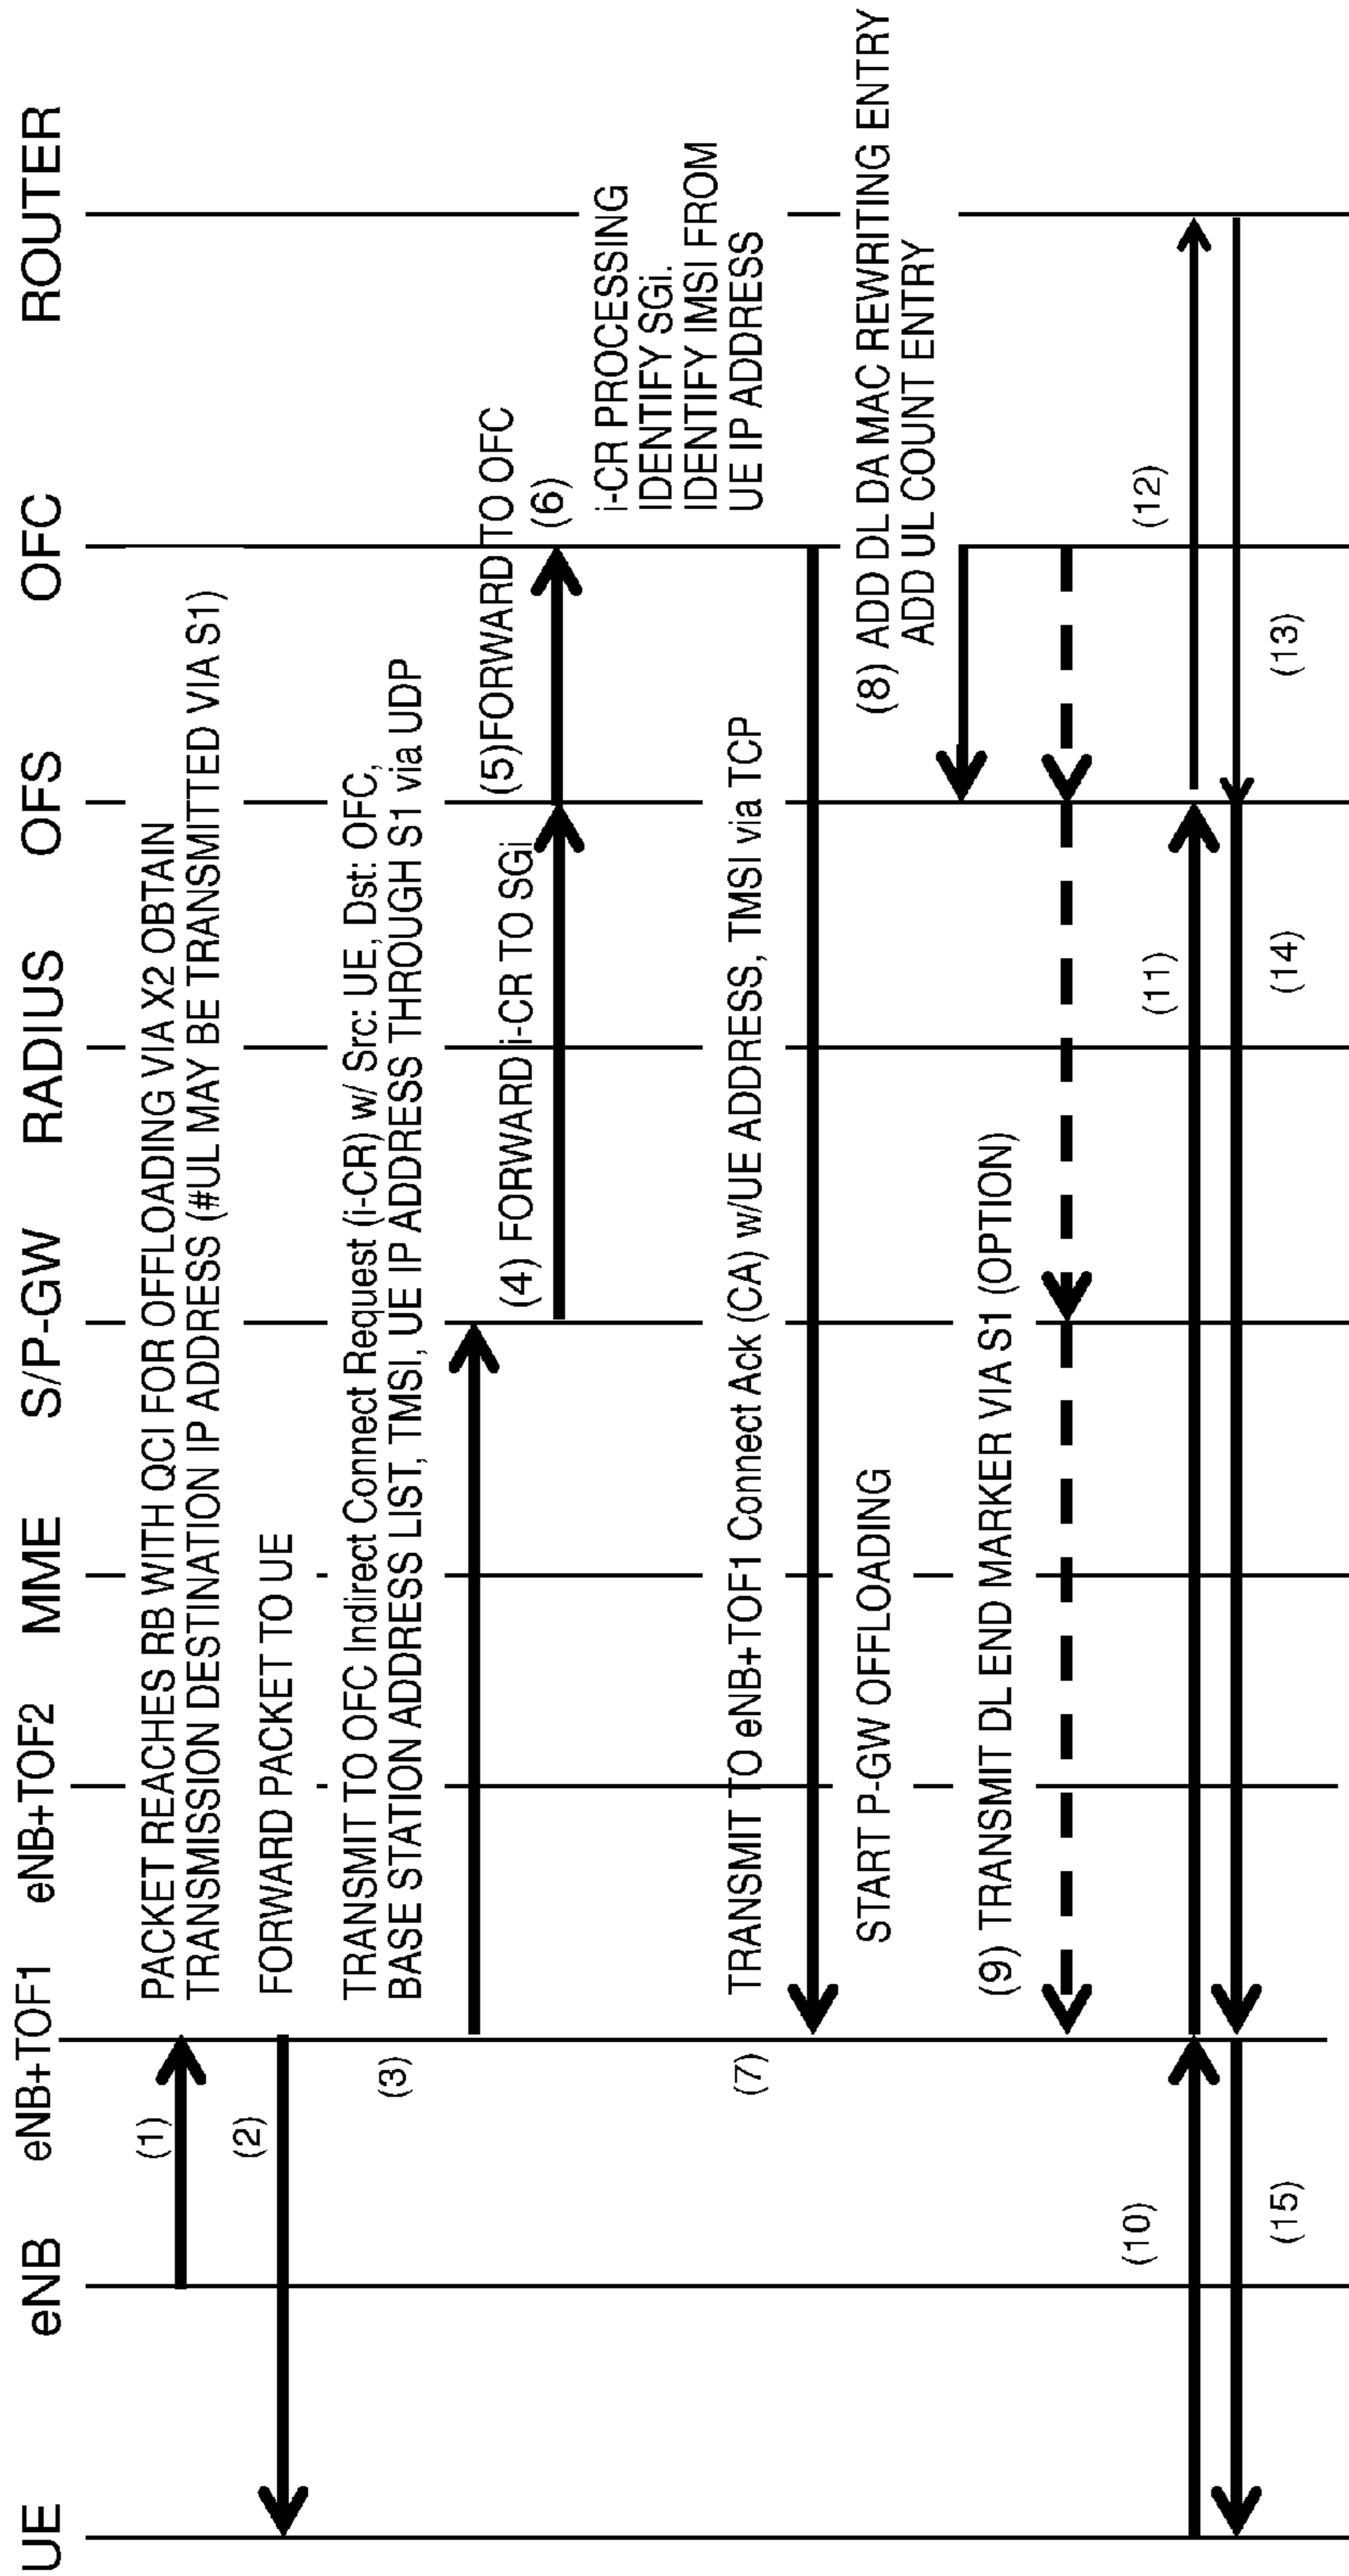 UE eNB eNB+TOF1 eNB+TOF2 MME S/P-GW RADIUS OFS OFC ROUTER
(1)
PACKET REACHES RB WITH QCI FOR OFFLOADING VIA X2 OBTAIN
TRANSMISSION DESTINATION IP ADDRESS (#UL MAY BE TRANSMITTED VIA S1)
(2)
FORWARD PACKET TO UE
(3)
TRANSMIT TO OFC Indirect Connect Request (i-CR) w/ Src: UE, Dst: OFC,
BASE STATION ADDRESS LIST, TMSI, UE IP ADDRESS THROUGH S1 via UDP
(4) FORWARD i-CR TO SGi
(5)FORWARD TO OFC
(6)
i-CR PROCESSING
IDENTIFY SGi.
IDENTIFY IMSI FROM
UE IP ADDRESS
(7)
TRANSMIT TO eNB+TOF1 Connect Ack (CA) w/UE ADDRESS, TMSI via TCP
START P-GW OFFLOADING
(8) ADD DL DA MAC REWRITING ENTRY
ADD UL COUNT ENTRY
(9) TRANSMIT DL END MARKER VIA S1 (OPTION)
(10)
(11)
(12)
(13)
(14)
(15)